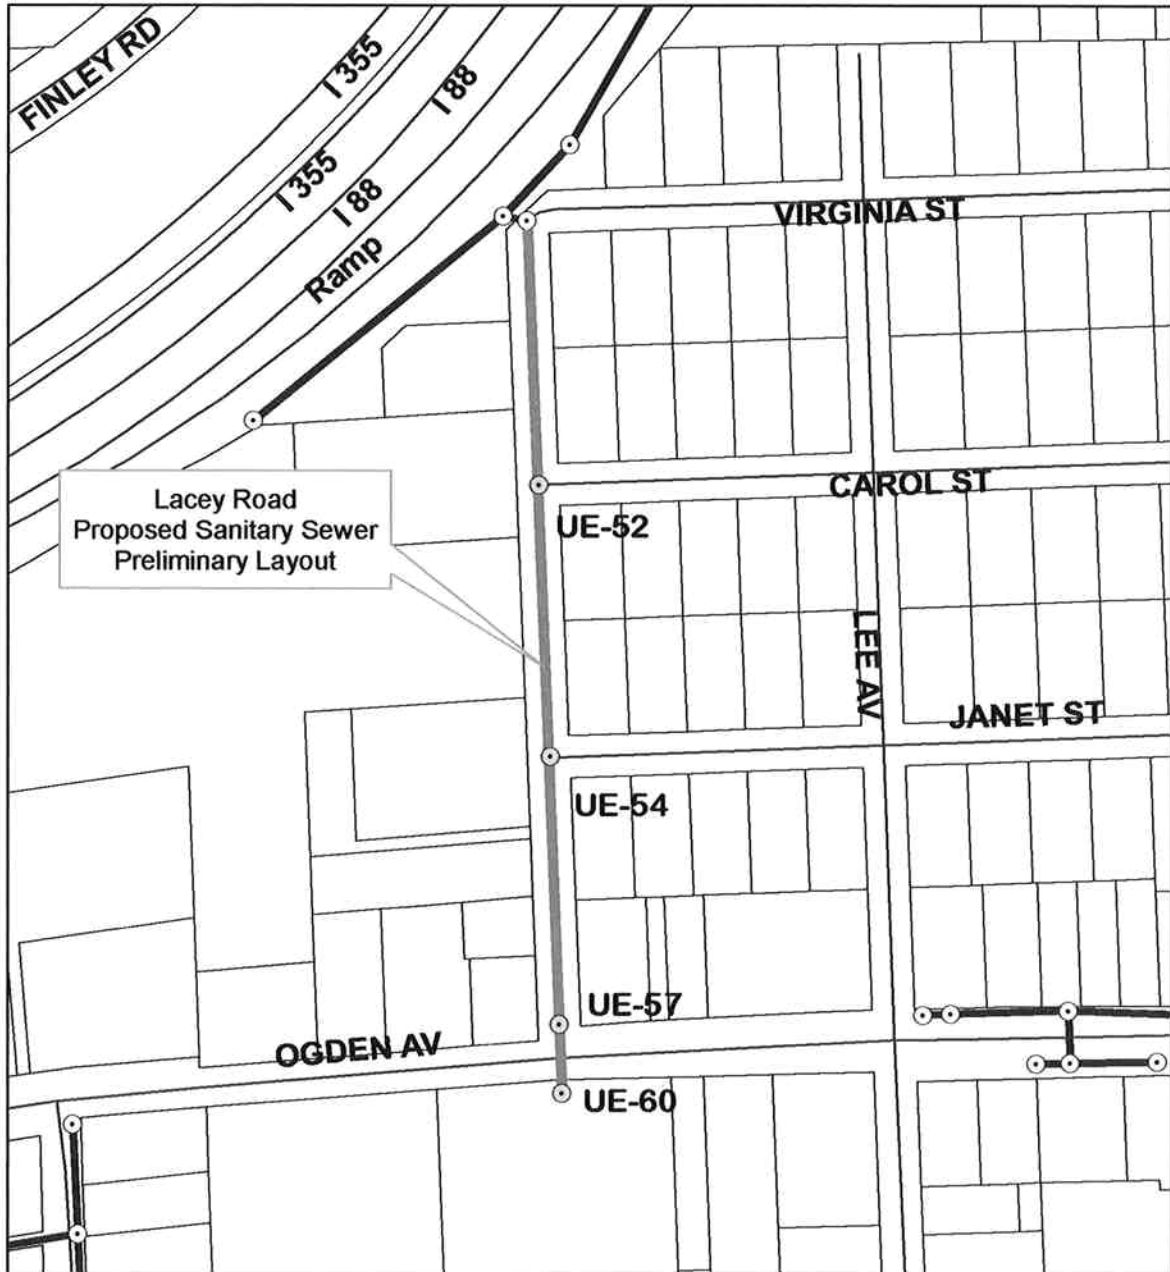 FINLEY RD
I 355
I 88
I 355
I 88
Ramp
VIRGINIA ST
CAROL ST
Lacey Road
Proposed Sanitary Sewer
Preliminary Layout
UE-52
LEE AV
JANET ST
UE-54
UE-57
OGDEN AV
UE-60